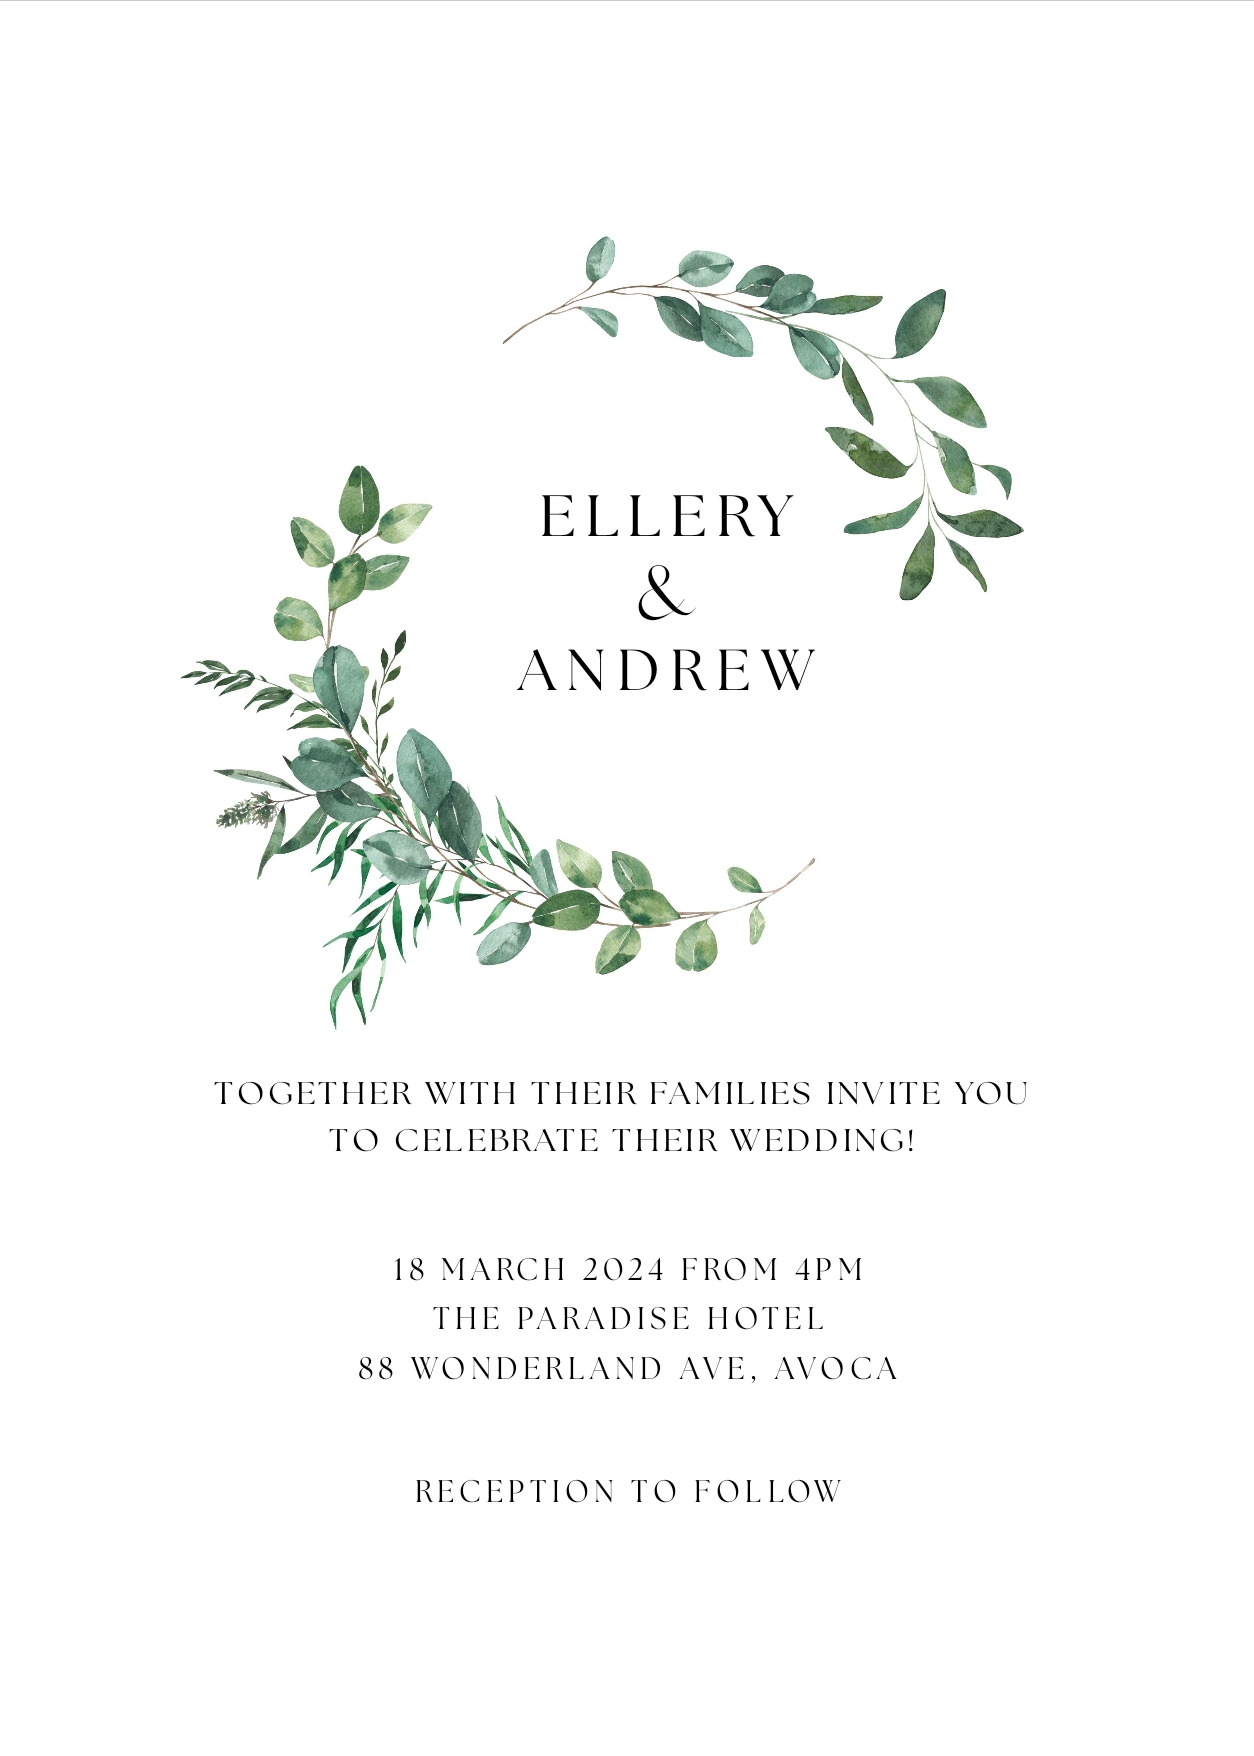 ELLERY
&
ANDREW
TOGETHER WITH THEIR FAMILIES INVITE YOU
TO CELEBRATE THEIR WEDDING!
18 MARCH 2024 FROM 4PM
THE PARADISE HOTEL
88 WONDERLAND AVE, AVOCA
RECEPTION TO FOLLOW